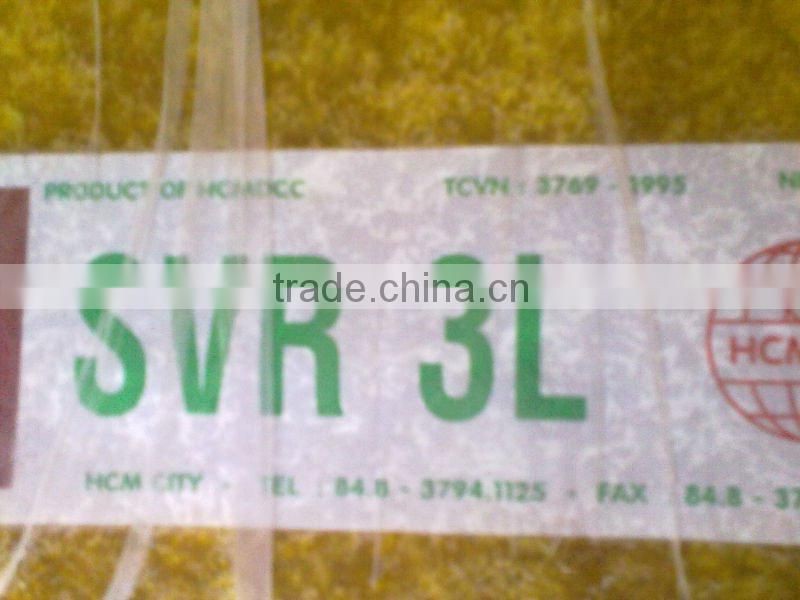 PRODUCT OF HCMDCC TCVN : 3769 - 1995
SVR 3L
trade.china.cn
HCM
HCM CITY - TEL : 84.8 - 3794.1125 - FAX : 84.8 - 37